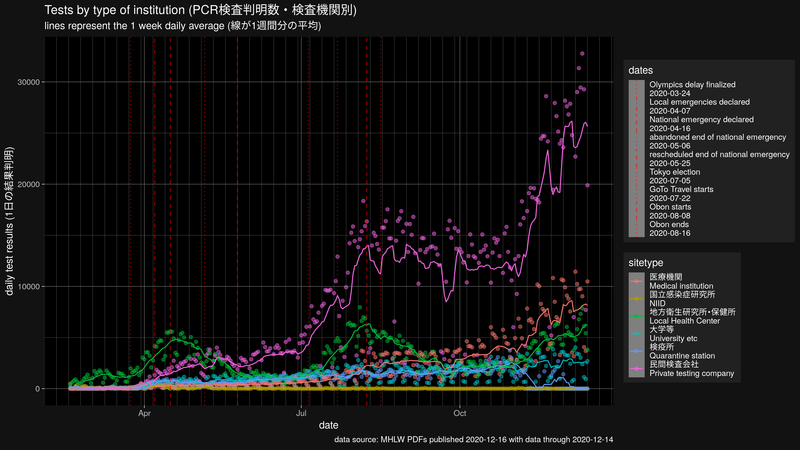 Tests by type of institution (PCR検査判明数・検査機関別)
lines represent the 1 week daily average (線が1週間分の平均)
daily test results (1日の結果判明)
30000
20000
10000
0
Apr
Jul
Oct
date
data source: MHLW PDFs published 2020-12-16 with data through 2020-12-14
dates
Olympics delay finalized
2020-03-24
Local emergencies declared
2020-04-07
National emergency declared
2020-04-16
abandoned end of national emergency
2020-05-06
rescheduled end of national emergency
2020-05-25
Tokyo election
2020-07-05
GoTo Travel starts
2020-07-22
Obon starts
2020-08-08
Obon ends
2020-08-16
sitetype
医療機関
Medical institution
国立感染症研究所
NIID
地方衛生研究所・保健所
Local Health Center
大学等
University etc
検疫所
Quarantine station
民間検査会社
Private testing company